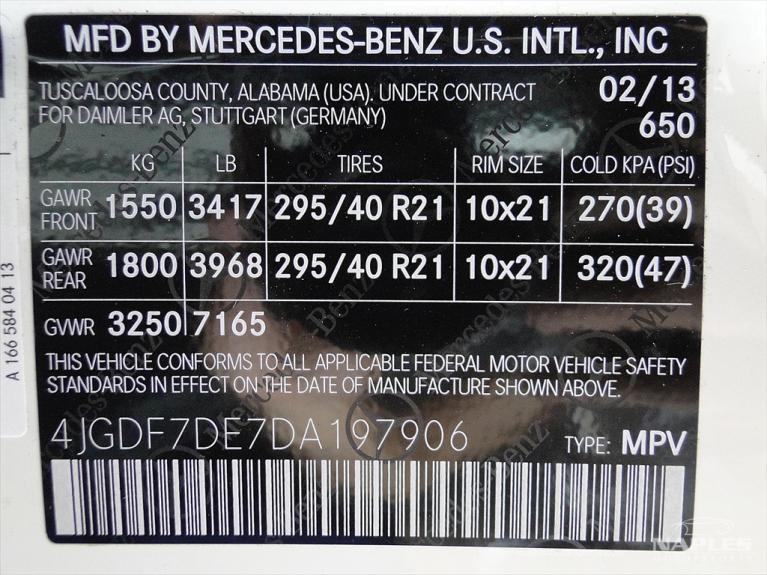 MFD BY MERCEDES-BENZ U.S. INTL., INC
TUSCALOOSA COUNTY, ALABAMA (USA). UNDER CONTRACT 02/13
FOR DAIMLER AG, STUTTGART (GERMANY) 650
KG LB TIRES RIM SIZE COLD KPA (PSI)
GAWR FRONT 1550 3417 295/40 R21 10x21 270(39)
GAWR REAR 1800 3968 295/40 R21 10x21 320(47)
GVWR 3250 7165
THIS VEHICLE CONFORMS TO ALL APPLICABLE FEDERAL MOTOR VEHICLE SAFETY
STANDARDS IN EFFECT ON THE DATE OF MANUFACTURE SHOWN ABOVE.
4JGDF7DE7DA197906 TYPE: MPV
A 166 584 04 13
Mercedes-Benz
NAPLES